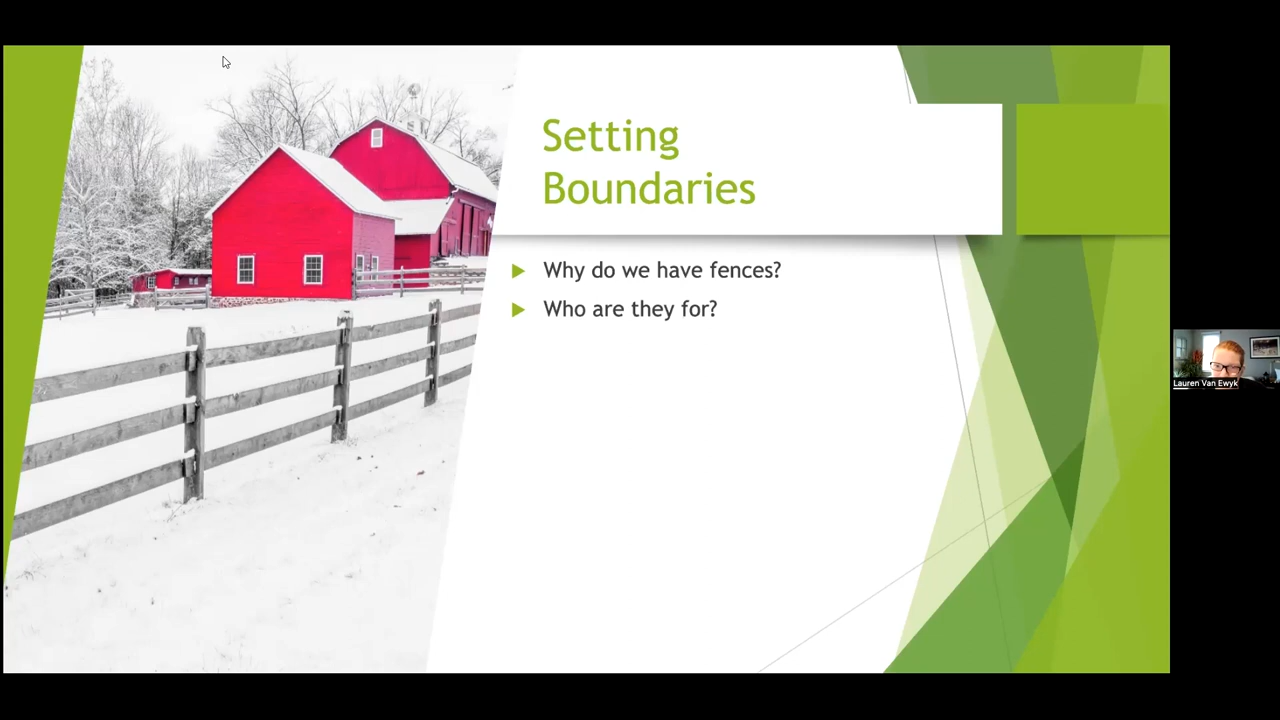 Setting
Boundaries
Why do we have fences?
Who are they for?
Lauren Van Ewyk